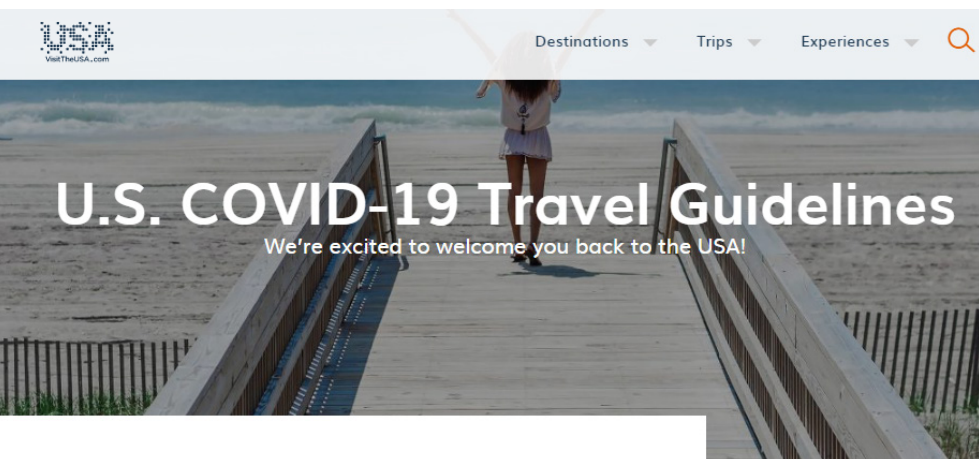 USA
VisitTheUSA.com
Destinations
Trips
Experiences
U.S. COVID-19 Travel Guidelines
We're excited to welcome you back to the USA!